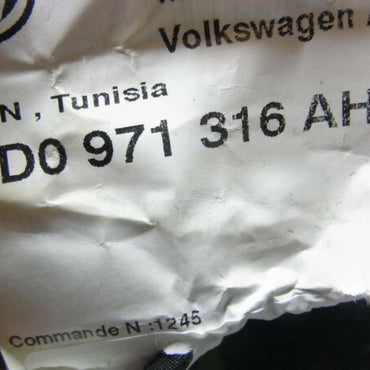 Volkswagen A
N , Tunisia
D0 971 316 AH
Commande N :1245